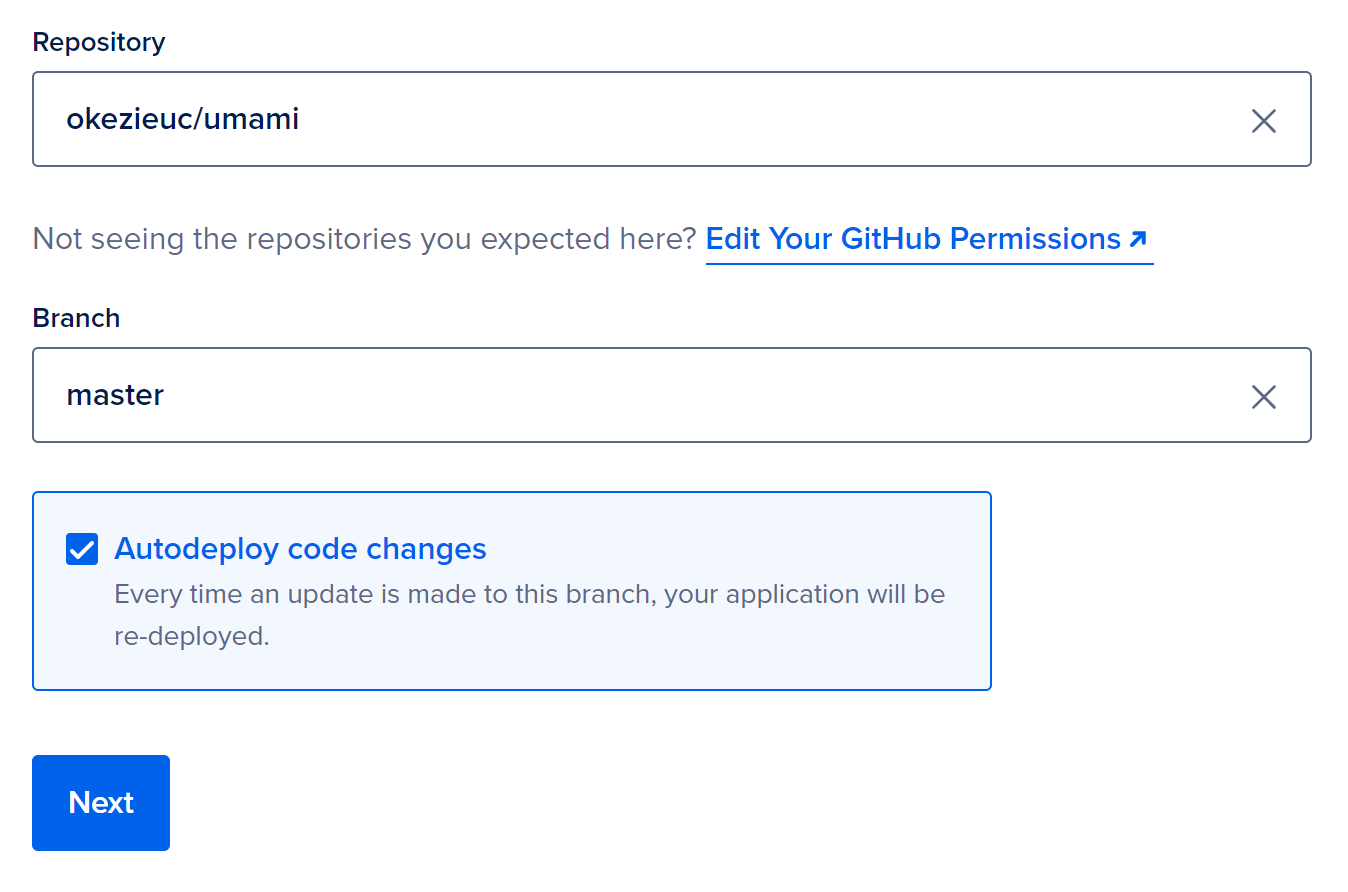 Repository
okezieuc/umami
Not seeing the repositories you expected here? Edit Your GitHub Permissions
Branch
master
Autodeploy code changes
Every time an update is made to this branch, your application will be
re-deployed.
Next